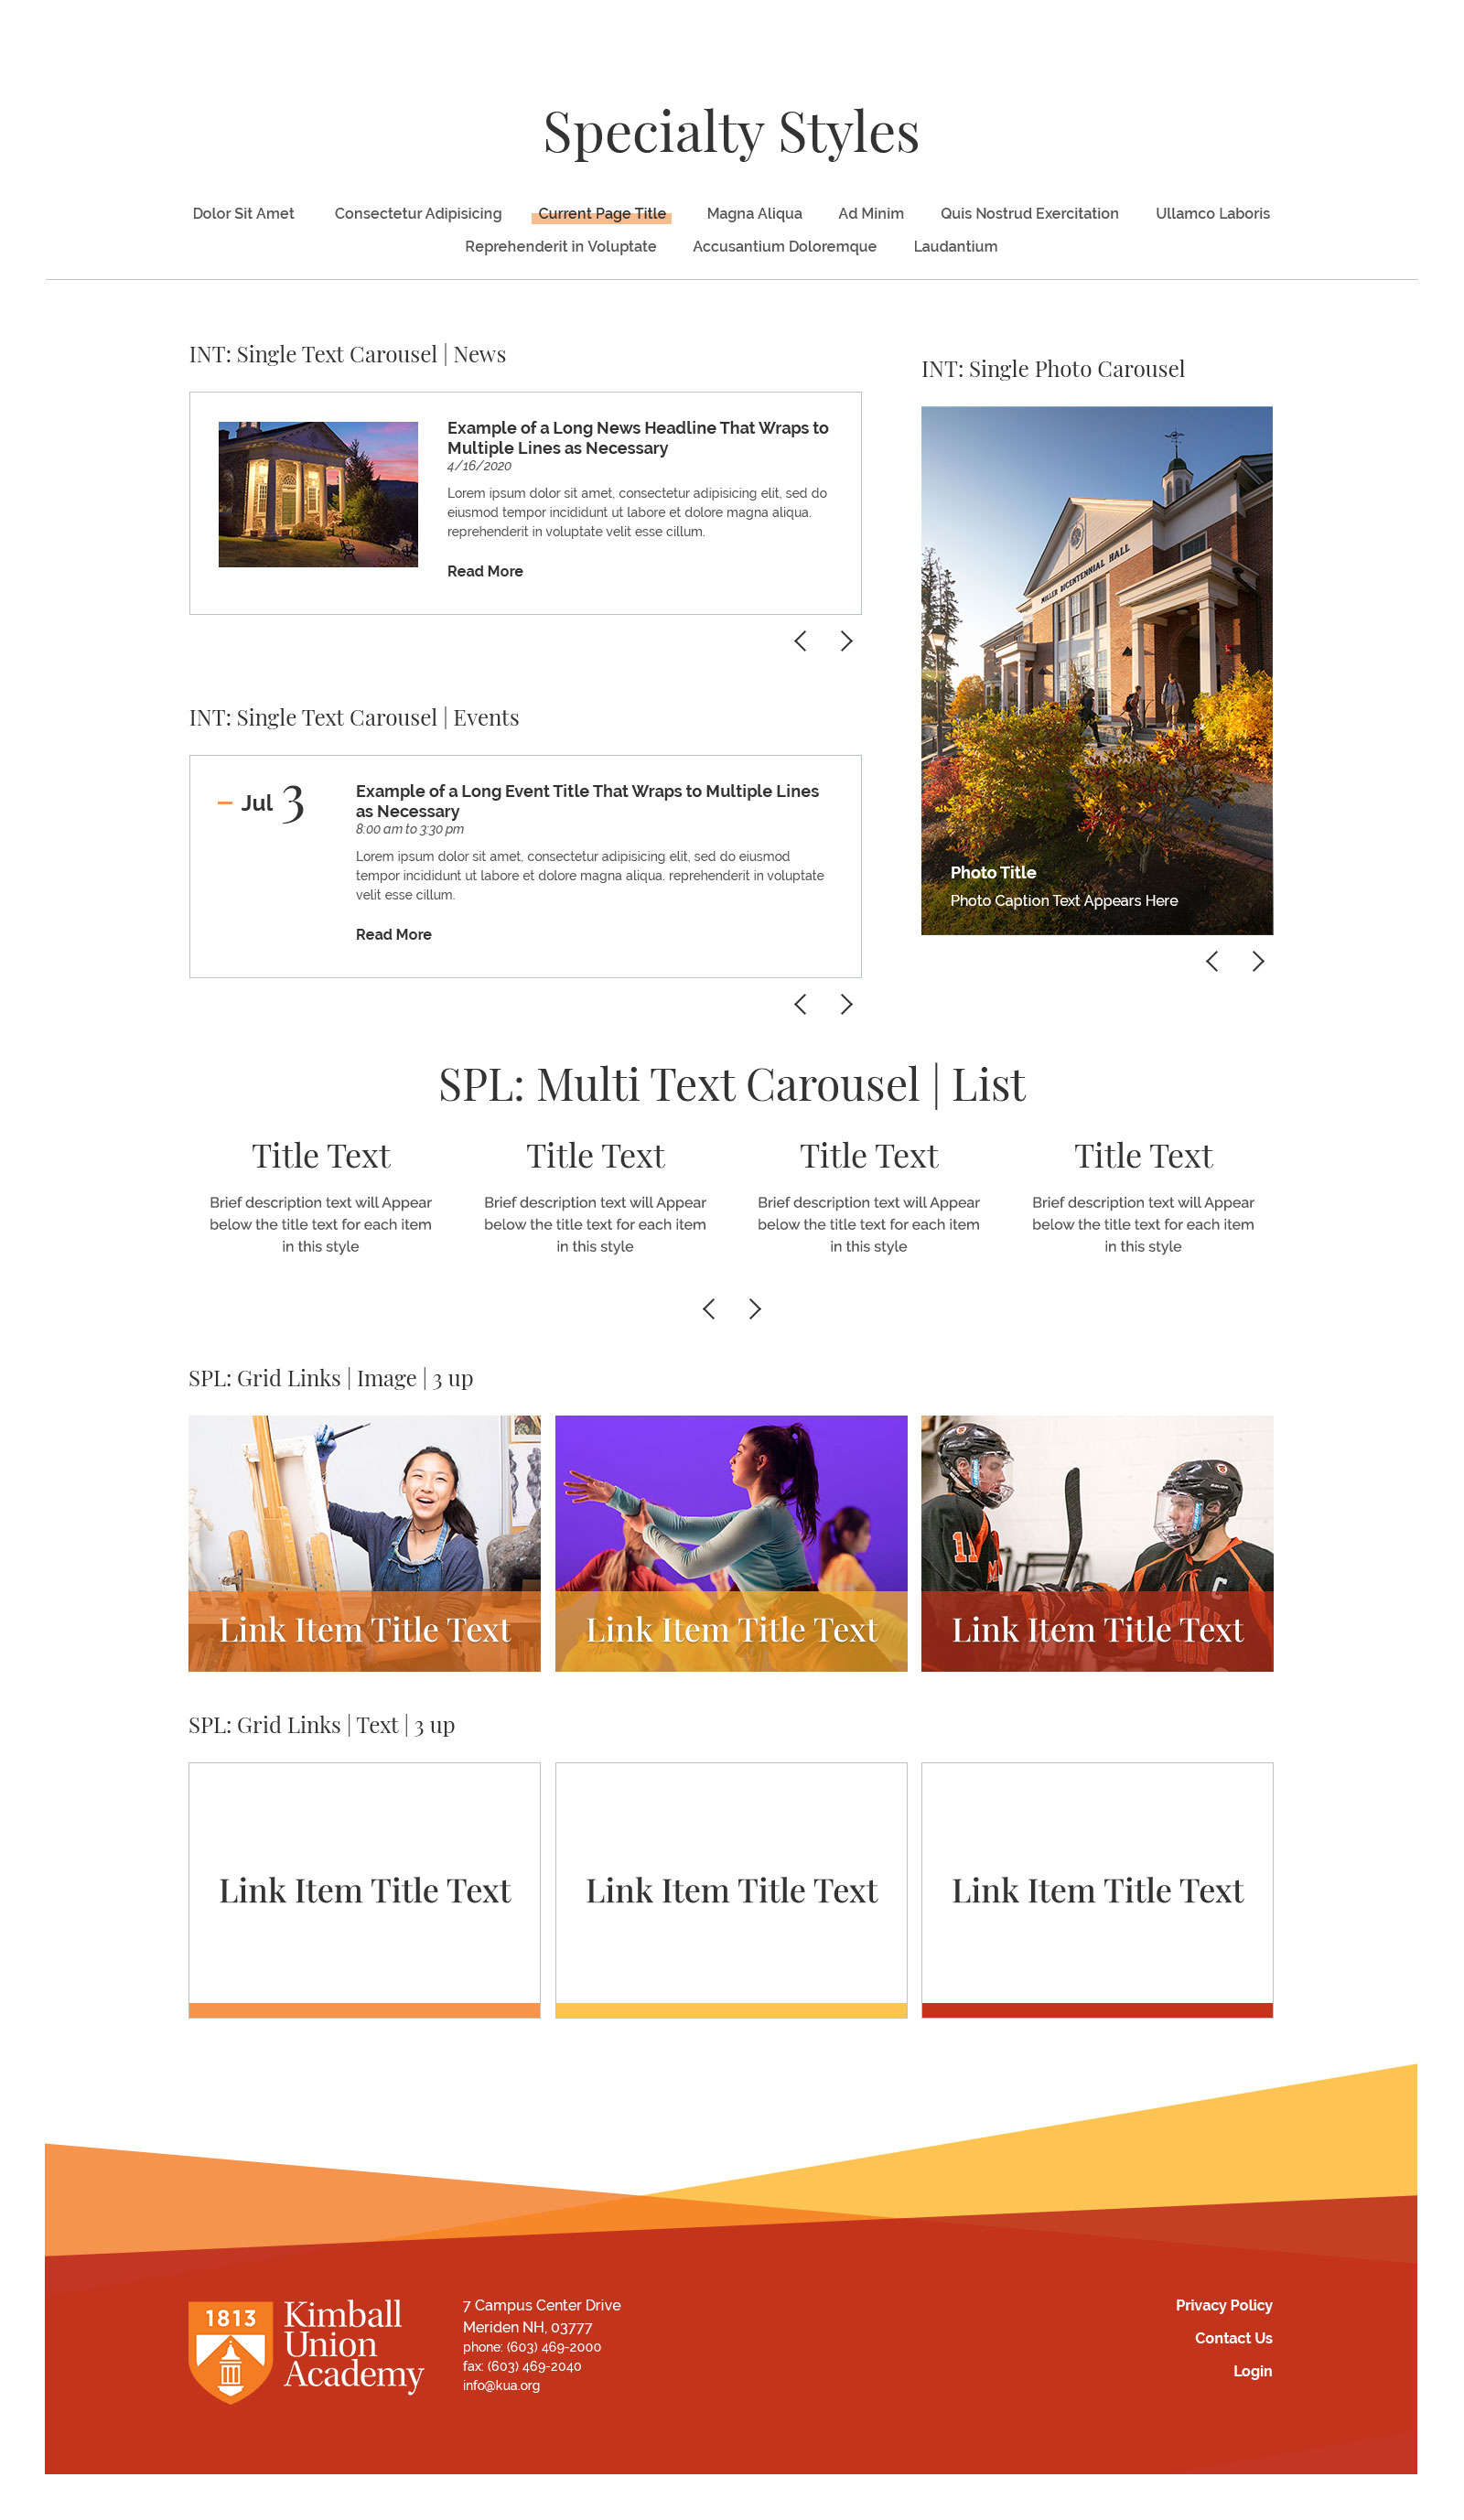 Specialty Styles
Dolor Sit Amet Consectetur Adipisicing Current Page Title Magna Aliqua Ad Minim Quis Nostrud Exercitation Ullamco Laboris
Reprehenderit in Voluptate Accusantium Doloremque Laudantium
INT: Single Text Carousel | News
Example of a Long News Headline That Wraps to
Multiple Lines as Necessary
4/16/2020
Lorem ipsum dolor sit amet, consectetur adipisicing elit, sed do
eiusmod tempor incididunt ut labore et dolore magna aliqua.
reprehenderit in voluptate velit esse cillum.
Read More
INT: Single Text Carousel | Events
Jul 3
Example of a Long Event Title That Wraps to Multiple Lines
as Necessary
8:00 am to 3:30 pm
Lorem ipsum dolor sit amet, consectetur adipisicing elit, sed do eiusmod
tempor incididunt ut labore et dolore magna aliqua. reprehenderit in voluptate
velit esse cillum.
Read More
INT: Single Photo Carousel
MILLER BICENTENNIAL HALL
Photo Title
Photo Caption Text Appears Here
SPL: Multi Text Carousel | List
Title Text
Brief description text will Appear
below the title text for each item
in this style
Title Text
Brief description text will Appear
below the title text for each item
in this style
Title Text
Brief description text will Appear
below the title text for each item
in this style
Title Text
Brief description text will Appear
below the title text for each item
in this style
SPL: Grid Links | Image | 3 up
Link Item Title Text
Link Item Title Text
11
C
Link Item Title Text
SPL: Grid Links | Text | 3 up
Link Item Title Text
Link Item Title Text
Link Item Title Text
1813
Kimball
Union
Academy
7 Campus Center Drive
Meriden NH, 03777
phone: (603) 469-2000
fax: (603) 469-2040
info@kua.org
Privacy Policy
Contact Us
Login